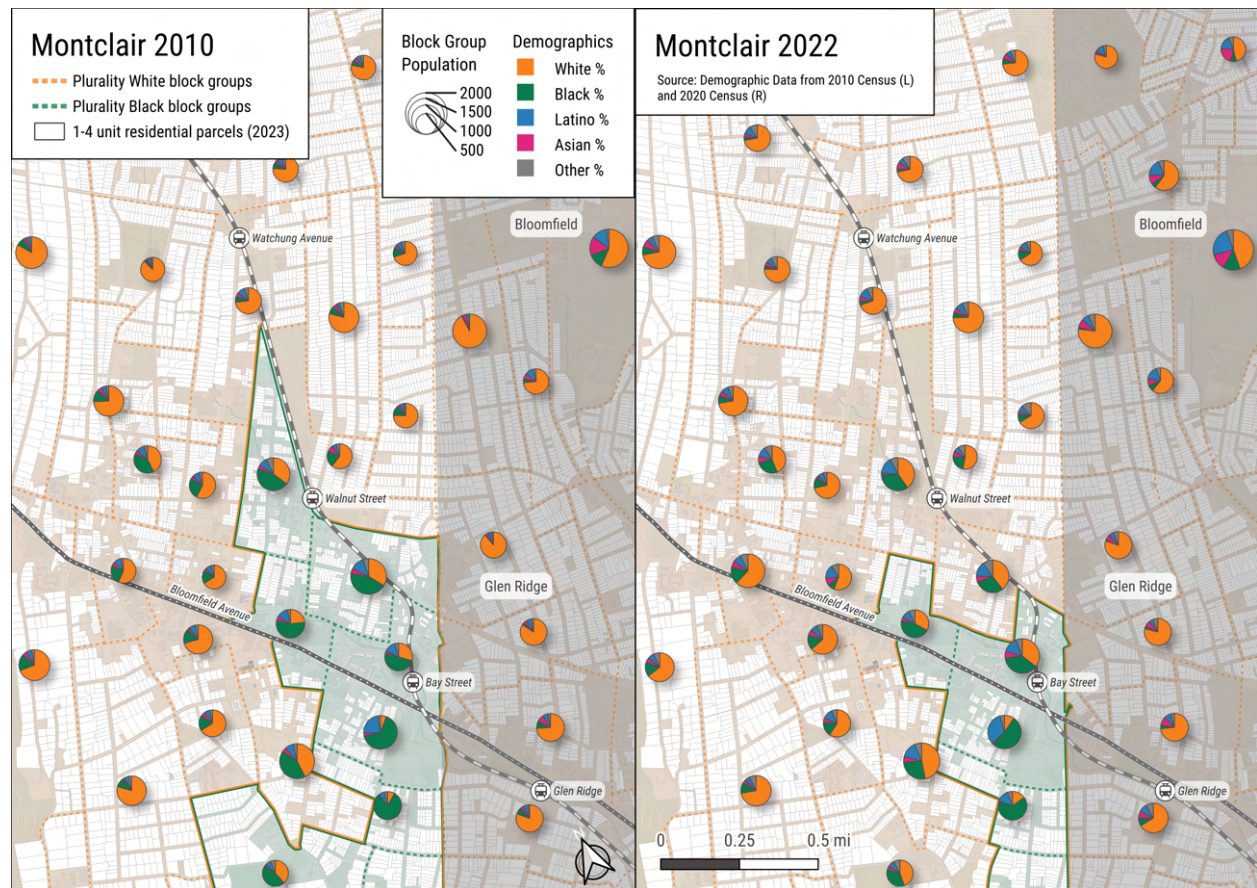 Montclair 2010
Plurality White block groups
Plurality Black block groups
1-4 unit residential parcels (2023)
Block Group
Population
2000
1500
1000
500
Demographics
White %
Black %
Latino %
Asian %
Other %
Montclair 2022
Source: Demographic Data from 2010 Census (L)
and 2020 Census (R)
Watchung Avenue
Bloomfield
Walnut Street
Glen Ridge
Bloomfield Avenue
Bay Street
Glen Ridge
Watchung Avenue
Bloomfield
Walnut Street
Glen Ridge
Bloomfield Avenue
Bay Street
Glen Ridge
0 0.25 0.5 mi